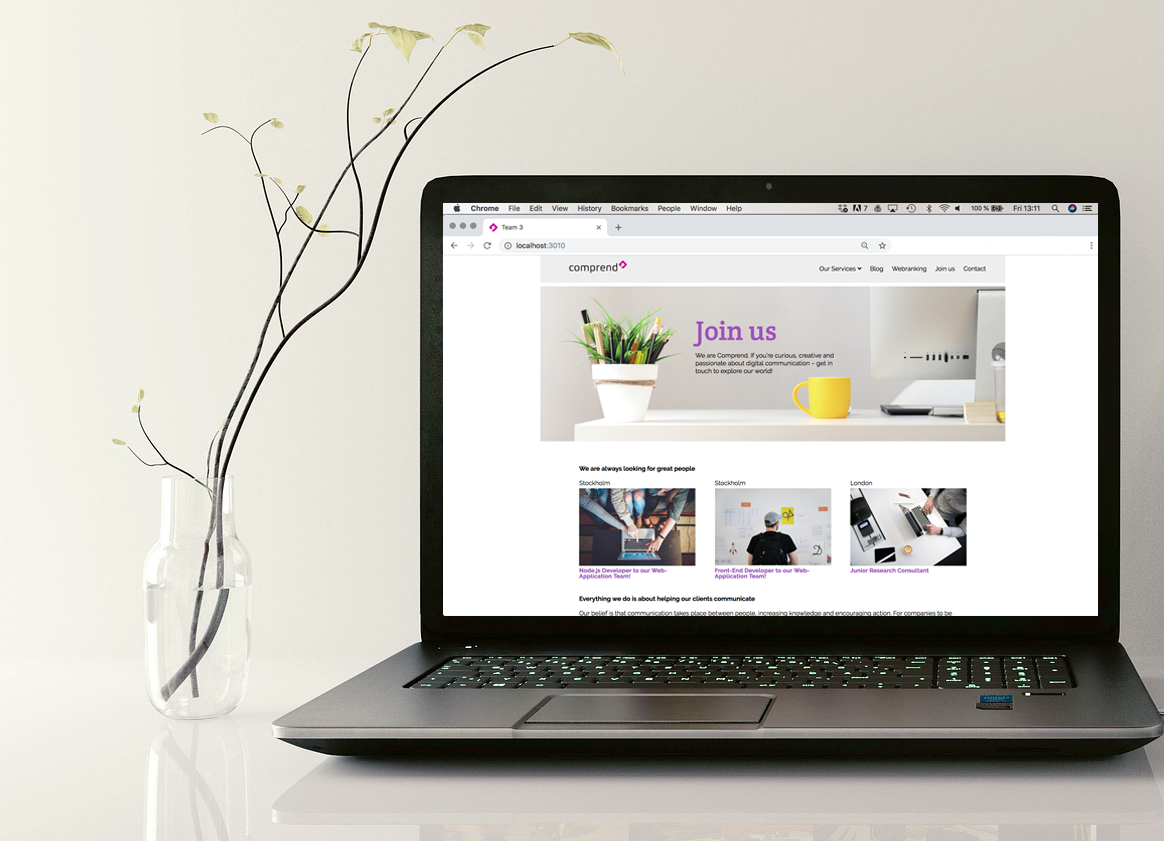 Chrome File Edit View History Bookmarks People Window Help 7 100 % Fri 13:11
Team 3
localhost:3010
comprend Our Services Blog Webranking Join us Contact
Join us
We are Comprend. If you're curious, creative and
passionate about digital communication – get in
touch to explore our world!
We are always looking for great people
Stockholm Stockholm London
QA
Node.js Developer to our Web-
Application Team!
Front-End Developer to our Web-
Application Team!
Junior Research Consultant
Everything we do is about helping our clients communicate
Our belief is that communication takes place between people, increasing knowledge and encouraging action. For companies to be